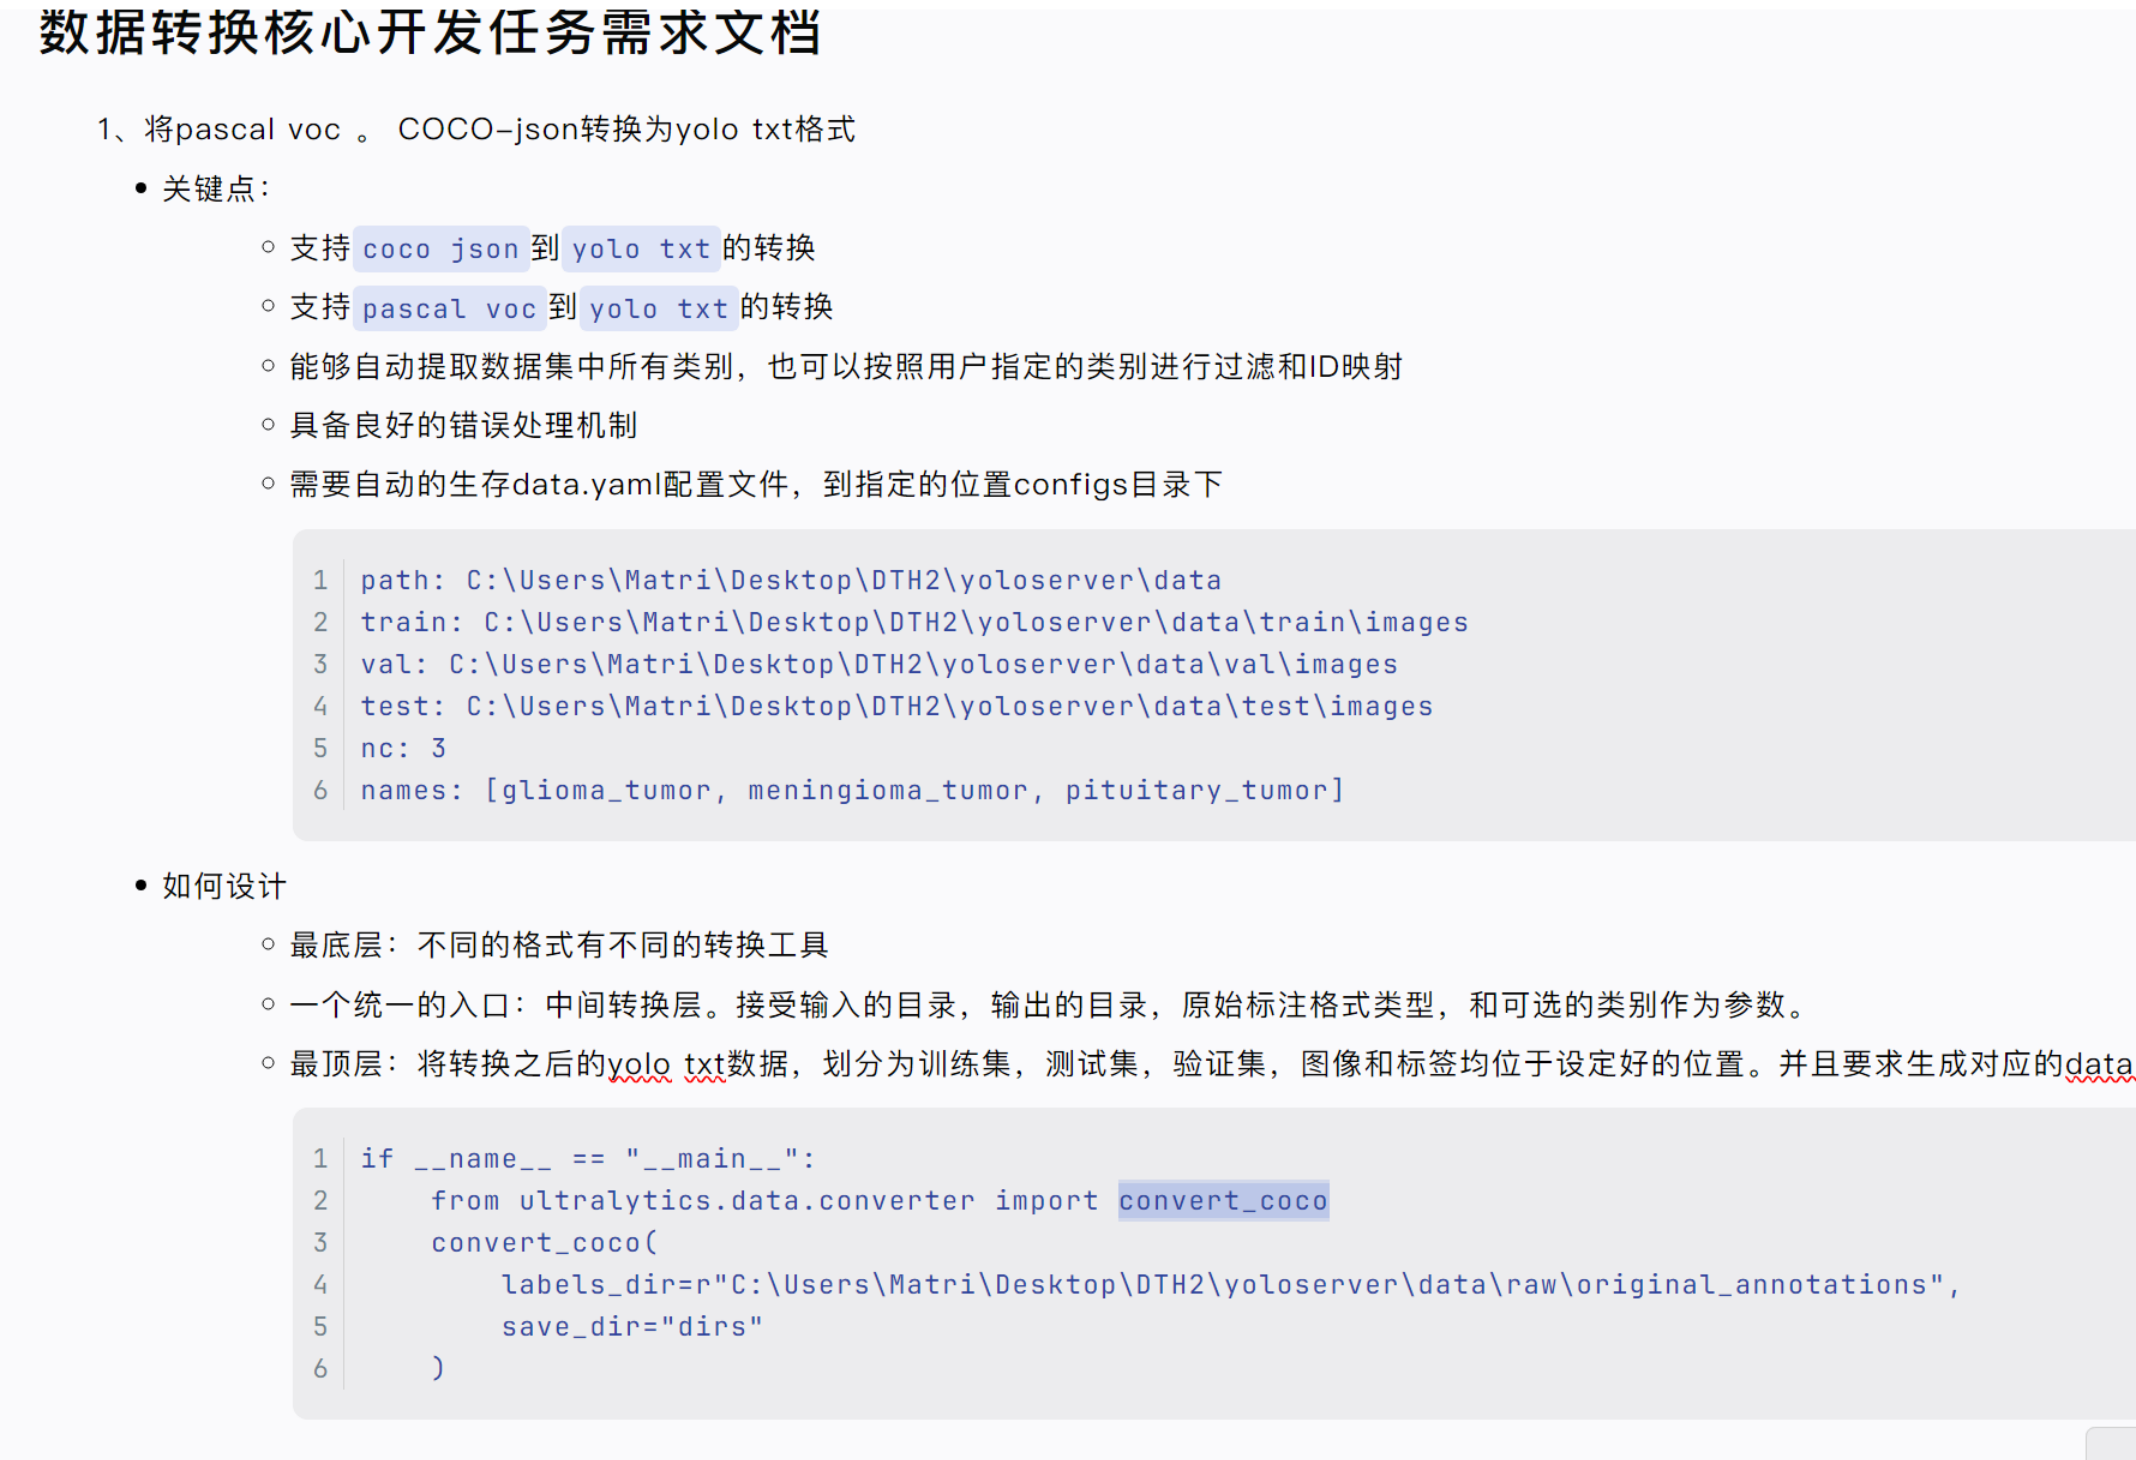 数据转换核心开发任务需求文档
1、将pascal voc 。 COCO-json转换为yolo txt格式
• 关键点：
○ 支持 coco json 到 yolo txt 的转换
○ 支持 pascal voc 到 yolo txt 的转换
○ 能够自动提取数据集中所有类别，也可以按照用户指定的类别进行过滤和ID映射
○ 具备良好的错误处理机制
○ 需要自动的生存data.yaml配置文件，到指定的位置configs目录下
1 path: C:\Users\Matri\Desktop\DTH2\yoloserver\data
2 train: C:\Users\Matri\Desktop\DTH2\yoloserver\data\train\images
3 val: C:\Users\Matri\Desktop\DTH2\yoloserver\data\val\images
4 test: C:\Users\Matri\Desktop\DTH2\yoloserver\data\test\images
5 nc: 3
6 names: [glioma_tumor, meningioma_tumor, pituitary_tumor]
• 如何设计
○ 最底层：不同的格式有不同的转换工具
○ 一个统一的入口：中间转换层。接受输入的目录，输出的目录，原始标注格式类型，和可选的类别作为参数。
○ 最顶层：将转换之后的yolo txt数据，划分为训练集，测试集，验证集，图像和标签均位于设定好的位置。并且要求生成对应的data
1 if __name__ == "__main__":
2     from ultralytics.data.converter import convert_coco
3     convert_coco(
4         labels_dir=r"C:\Users\Matri\Desktop\DTH2\yoloserver\data\raw\original_annotations",
5         save_dir="dirs"
6     )